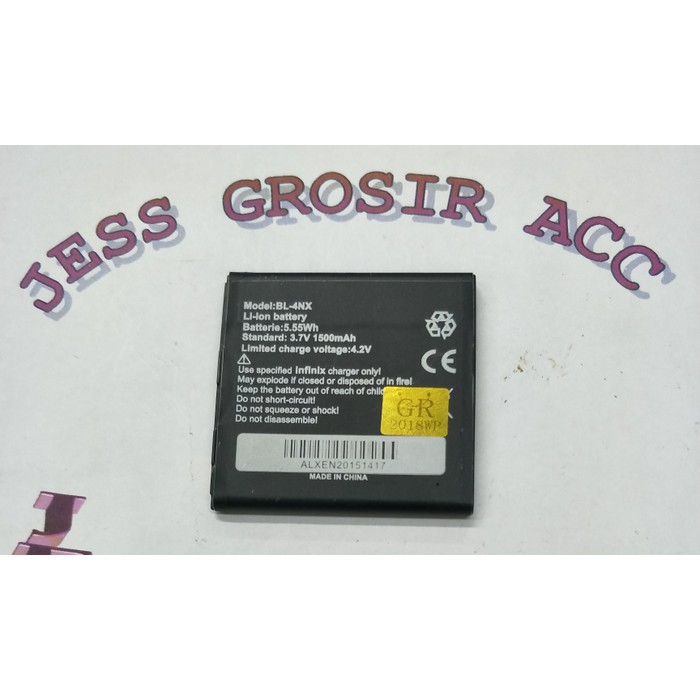 JESS GROSIR ACC
Model:BL-4NX
Li-ion battery
Batterie:5.55Wh
Standard: 3.7V 1500mAh
Limited charge voltage:4.2V
Use specified infinix charger only!
May explode if closed or disposed of in fire!
Keep the battery out of reach of
Do not short-circuit!
Do not squeeze or shock!
Do not disassemble!
CE
GR
2018WP
ALXEN20151417
MADE IN CHINA